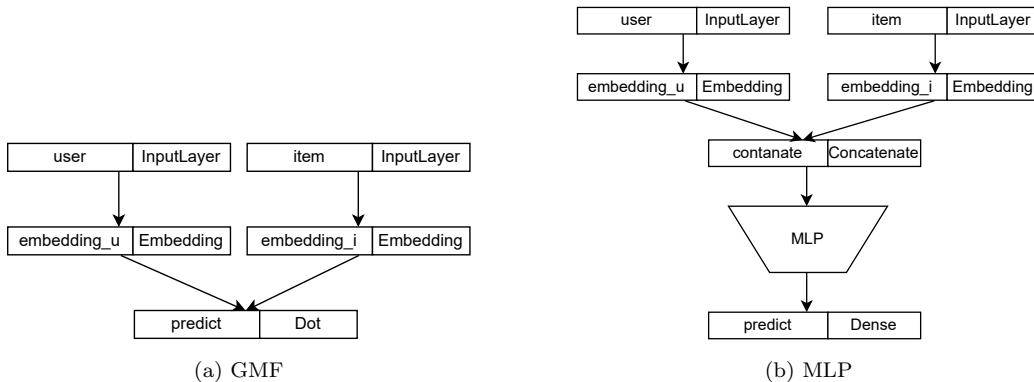 user InputLayer
item InputLayer
embedding_u Embedding
embedding_i Embedding
predict Dot
(a) GMF
user InputLayer
item InputLayer
embedding_u Embedding
embedding_i Embedding
contanate Concatenate
MLP
predict Dense
(b) MLP